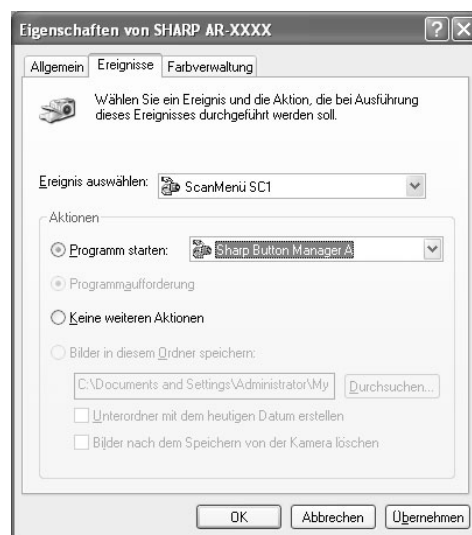 Eigenschaften von SHARP AR-XXXX
Allgemein Ereignisse Farbverwaltung
Wählen Sie ein Ereignis und die Aktion, die bei Ausführung
dieses Ereignisses durchgeführt werden soll.
Ereignis auswählen: ScanMenü SC1
Aktionen
Programm starten: Sharp Button Manager A
Programmaufforderung
Keine weiteren Aktionen
Bilder in diesem Ordner speichern:
C:\Documents and Settings\Administrator\My Durchsuchen...
Unterordner mit dem heutigen Datum erstellen
Bilder nach dem Speichern von der Kamera löschen
OK Abbrechen Übernehmen